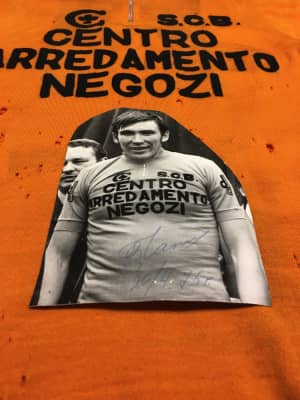 S.C.B.
CENTRO
ARREDAMENTO
NEGOZI
S.C.B.
CENTRO
ARREDAMENTO
NEGOZI